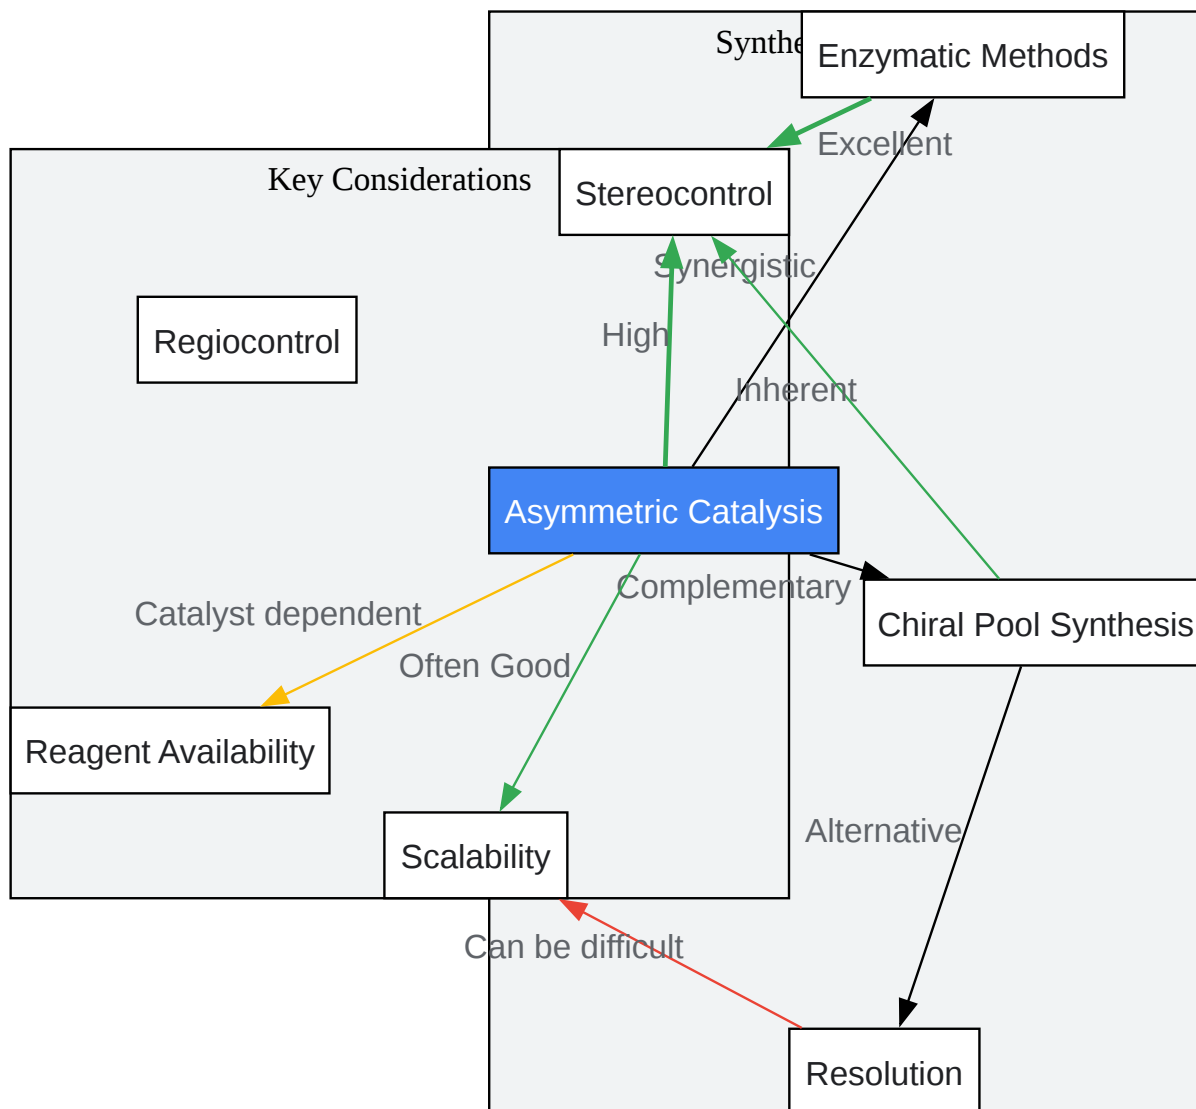 Enzymatic Methods
Excellent
Key Considerations
Stereocontrol
Synergistic
High
Regiocontrol
Inherent
Asymmetric Catalysis
Complementary
Catalyst dependent
Chiral Pool Synthesis
Often Good
Reagent Availability
Alternative
Scalability
Can be difficult
Resolution